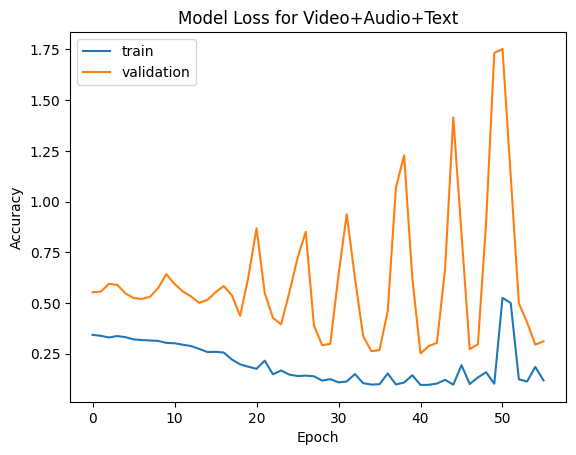 Model Loss for Video+Audio+Text
train
validation
Accuracy
1.75
1.50
1.25
1.00
0.75
0.50
0.25
0 10 20 30 40 50
Epoch